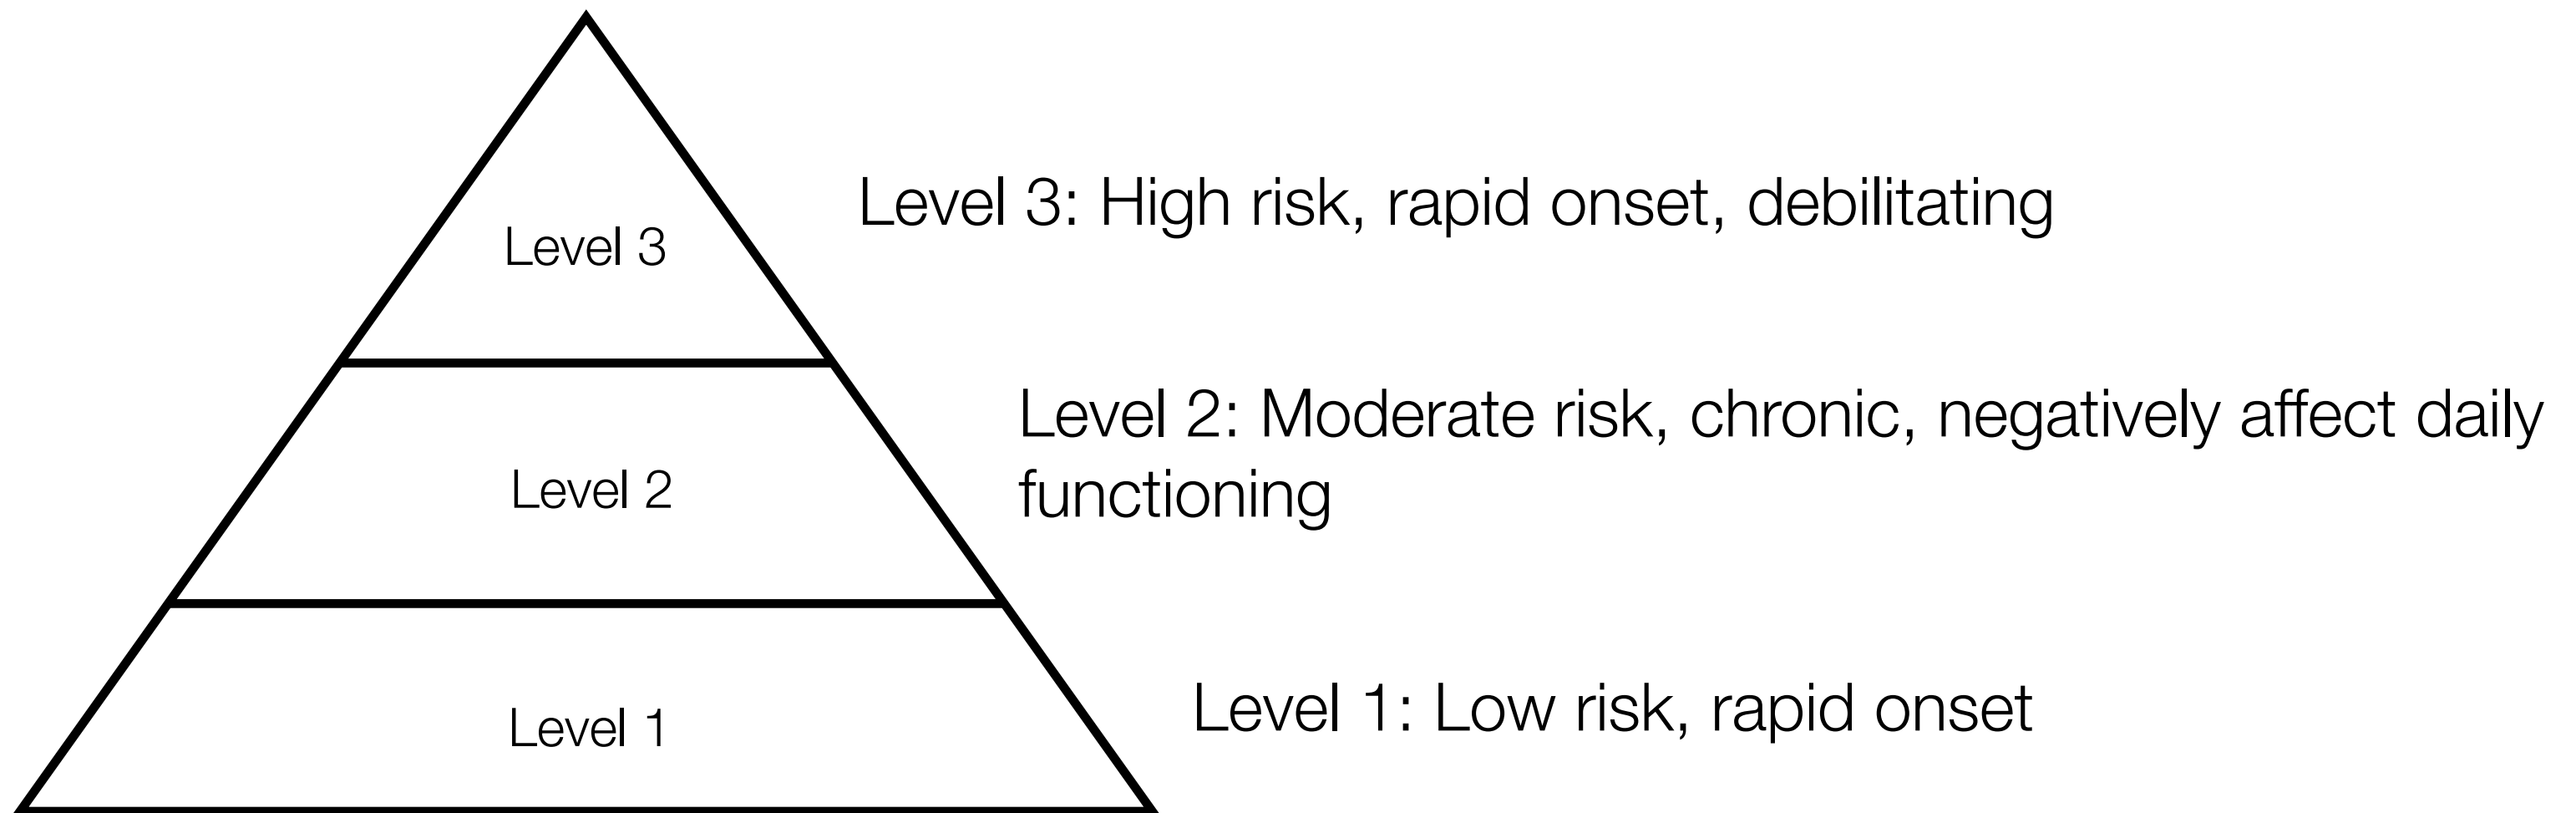 Level 3
Level 3: High risk, rapid onset, debilitating
Level 2
Level 2: Moderate risk, chronic, negatively affect daily
functioning
Level 1
Level 1: Low risk, rapid onset